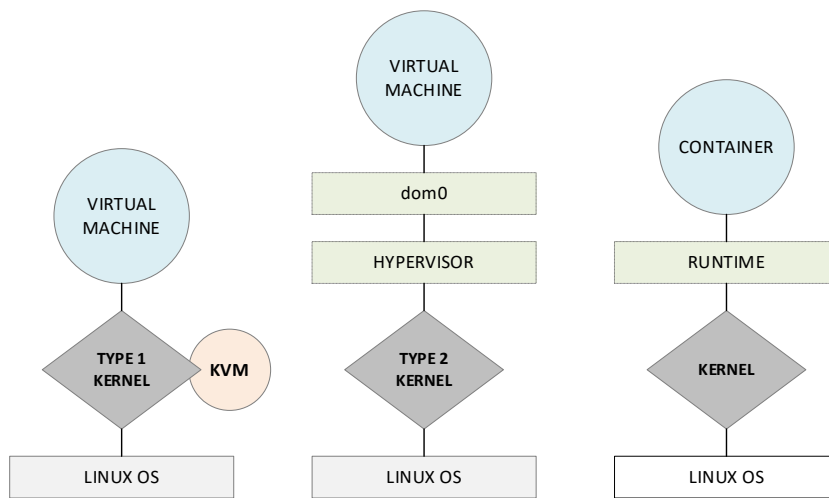 VIRTUAL
MACHINE
TYPE 1
KERNEL
KVM
LINUX OS
VIRTUAL
MACHINE
dom0
HYPERVISOR
TYPE 2
KERNEL
LINUX OS
CONTAINER
RUNTIME
KERNEL
LINUX OS